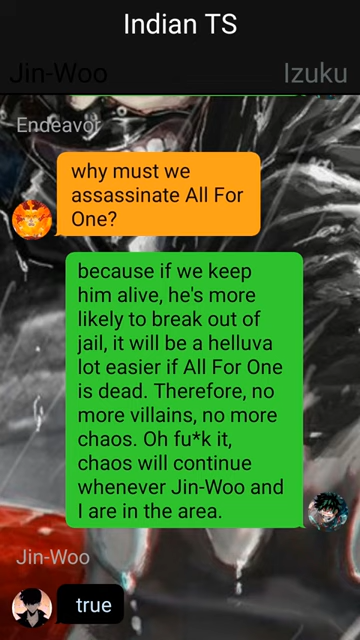 Indian TS
Jin-Woo
Izuku
Endeavor
why must we
assassinate All For
One?
because if we keep
him alive, he's more
likely to break out of
jail, it will be a helluva
lot easier if All For One
is dead. Therefore, no
more villains, no more
chaos. Oh fu*k it,
chaos will continue
whenever Jin-Woo and
I are in the area.
Jin-Woo
true